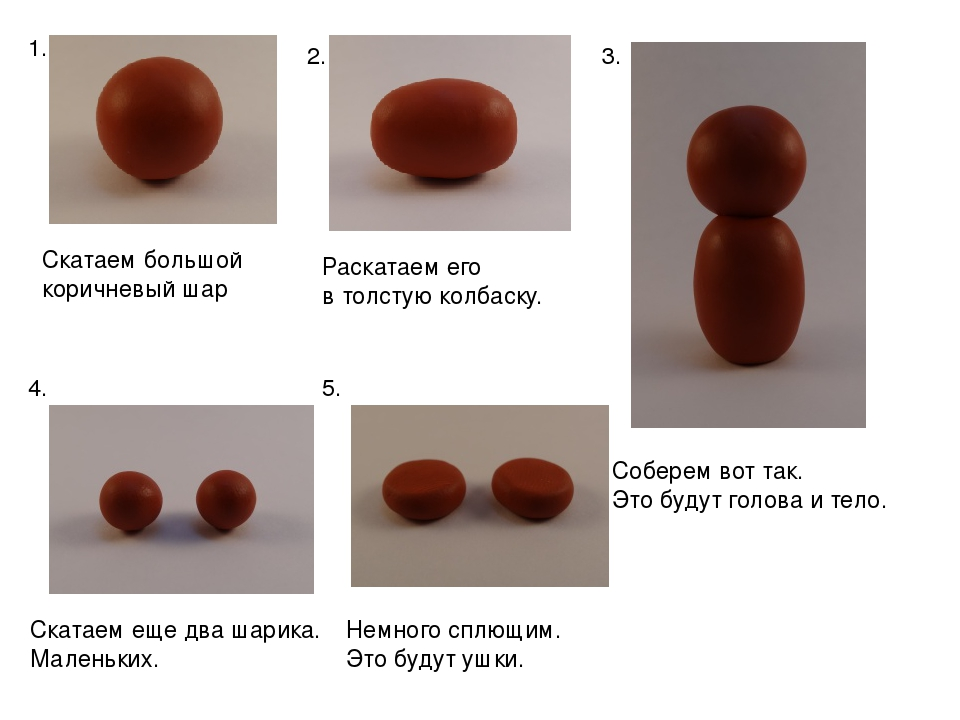 1.
Скатаем большой
коричневый шар
2.
Раскатаем его
в толстую колбаску.
3.
Соберем вот так.
Это будут голова и тело.
4.
Скатаем еще два шарика.
Маленьких.
5.
Немного сплющим.
Это будут ушки.